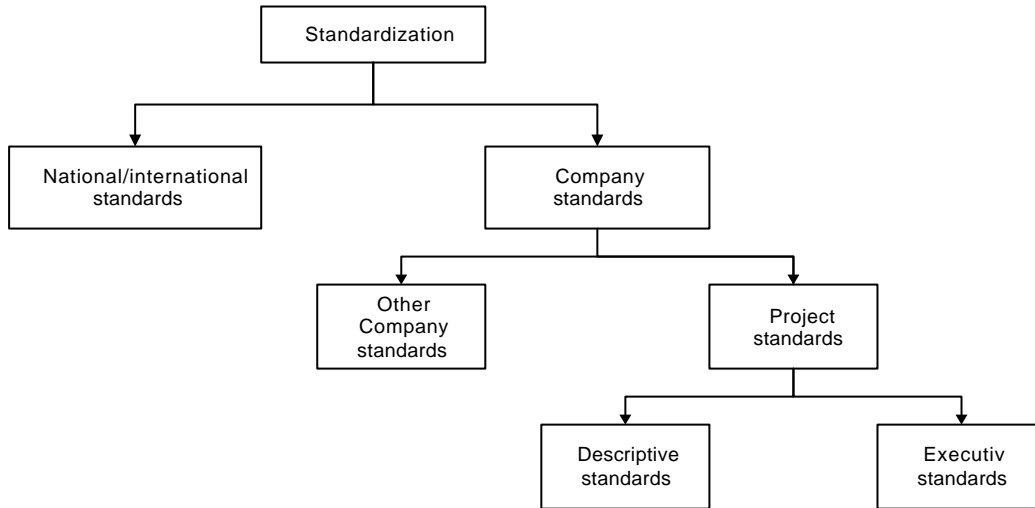 Standardization
National/international
standards
Company
standards
Other
Company
standards
Project
standards
Descriptive
standards
Executiv
standards